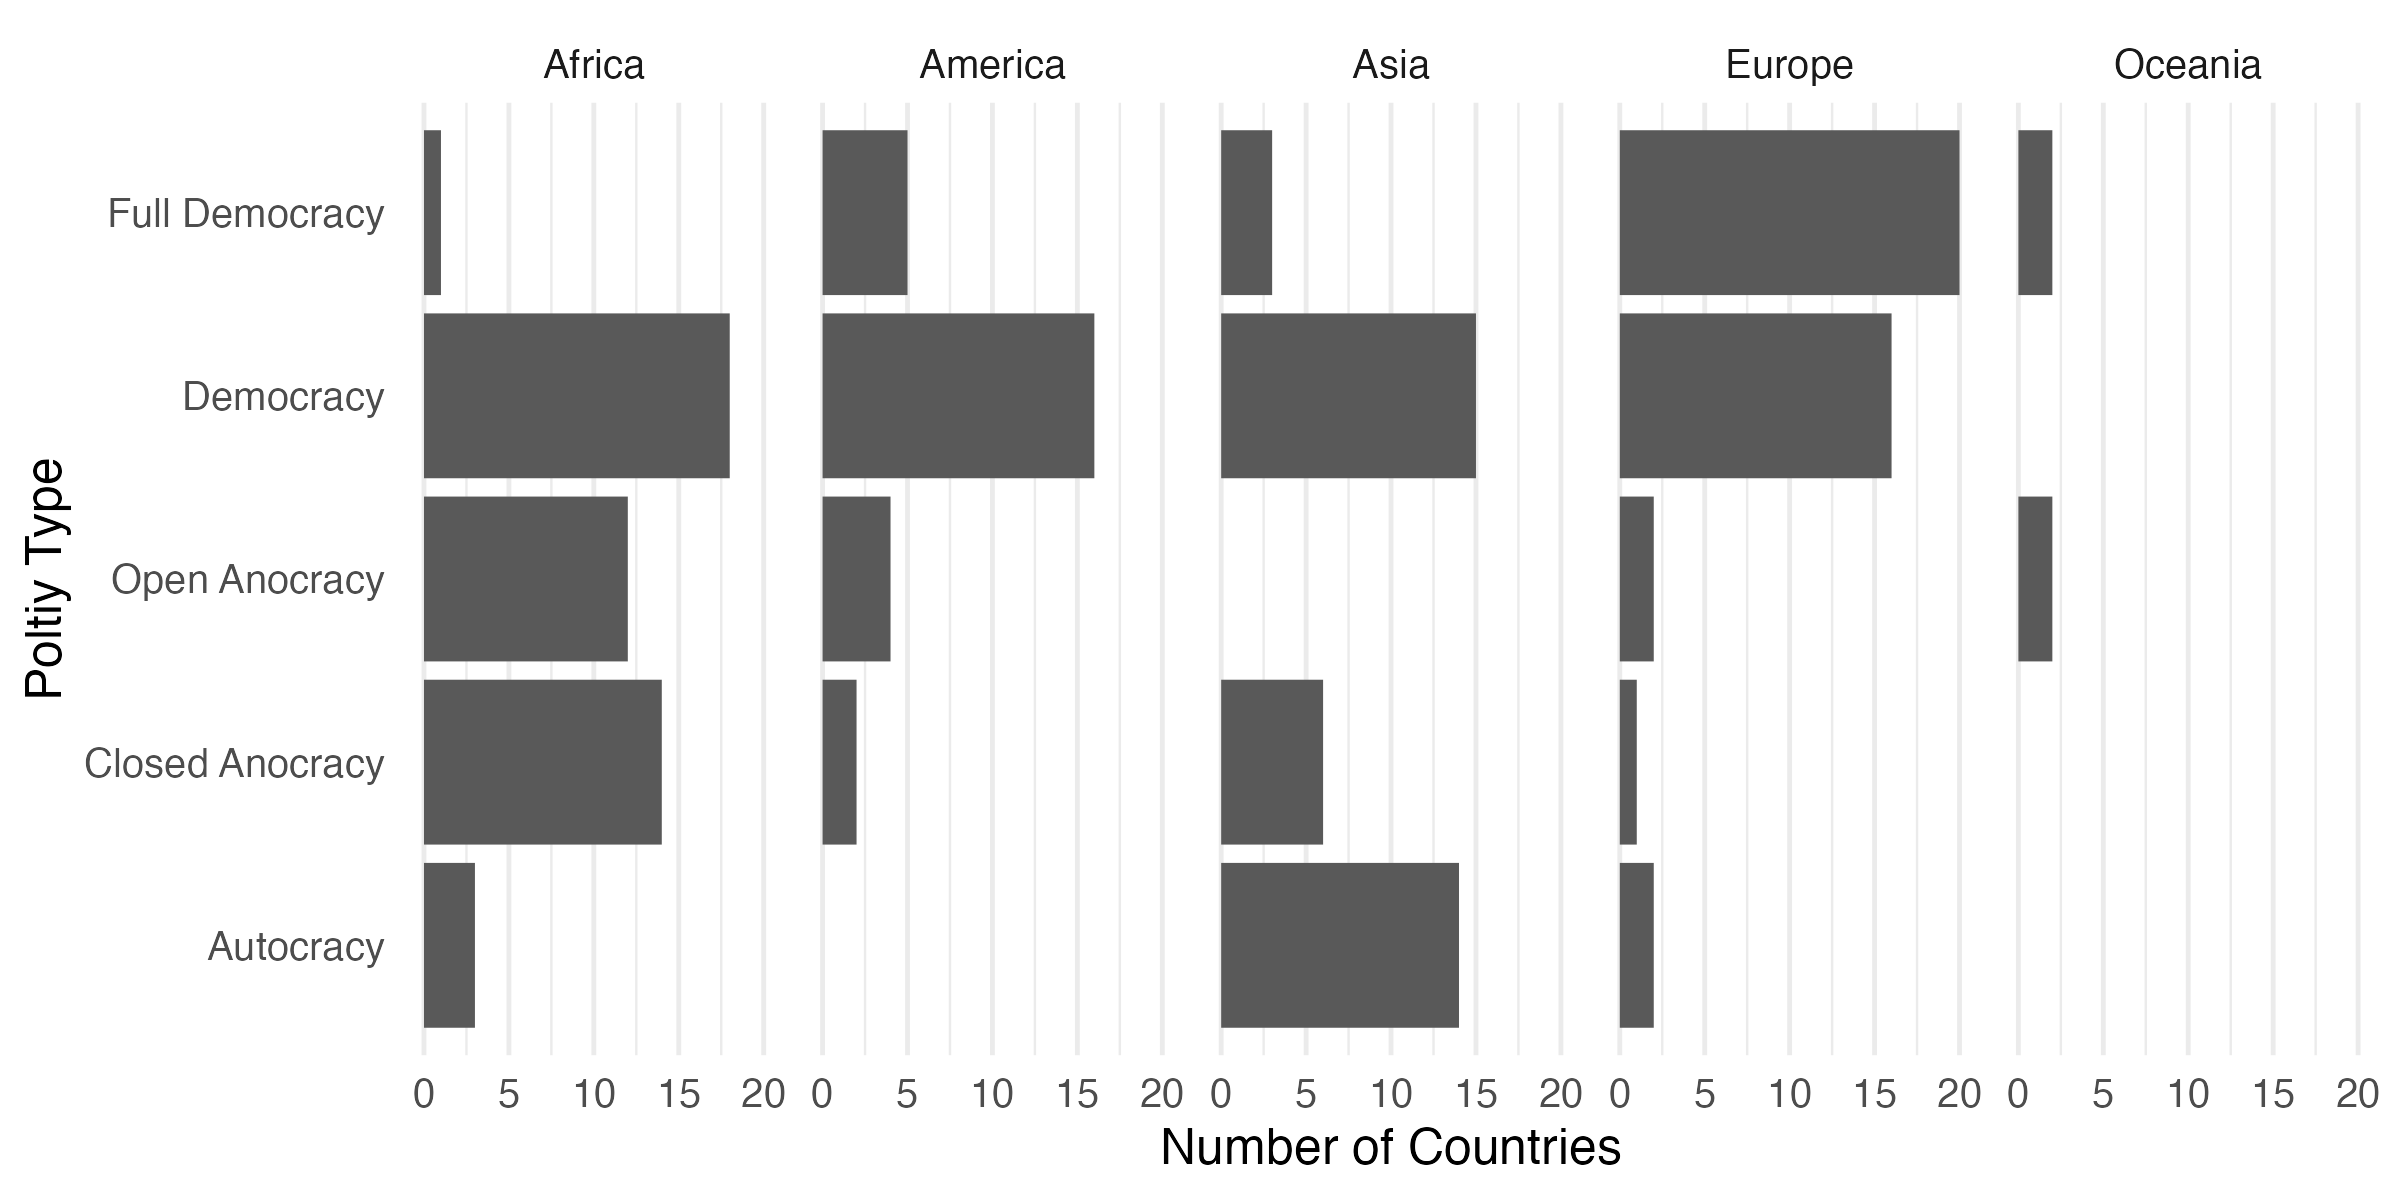 Africa America Asia Europe Oceania
Full Democracy
Democracy
Open Anocracy
Closed Anocracy
Autocracy
Poltiy Type
0 5 10 15 20 0 5 10 15 20 0 5 10 15 20 0 5 10 15 20 0 5 10 15 20
Number of Countries